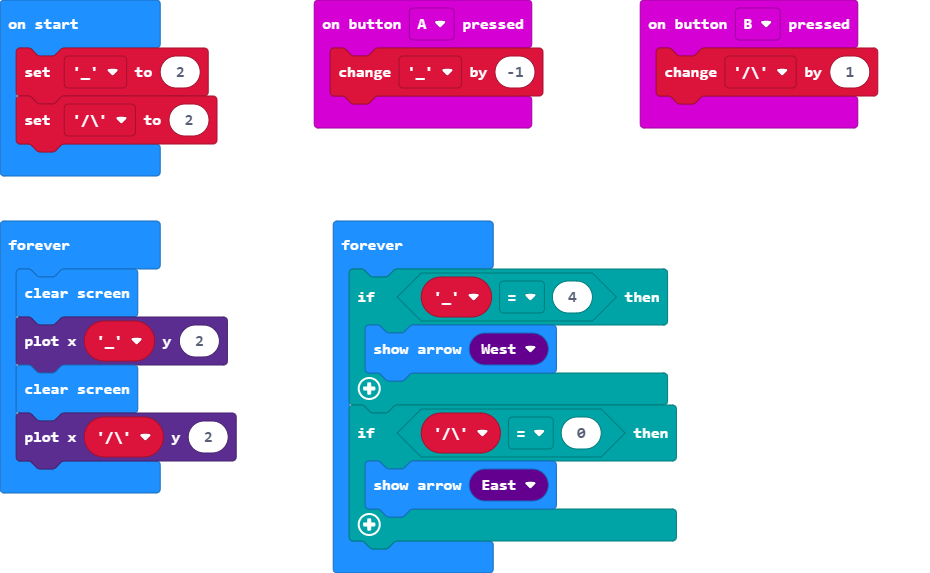 on start
set '_' to 2
set '/\' to 2
on button A pressed
change '_' by -1
on button B pressed
change '/\' by 1
forever
clear screen
plot x '_' y 2
clear screen
plot x '/\' y 2
forever
if '_' = 4 then
show arrow West
if '/\' = 0 then
show arrow East